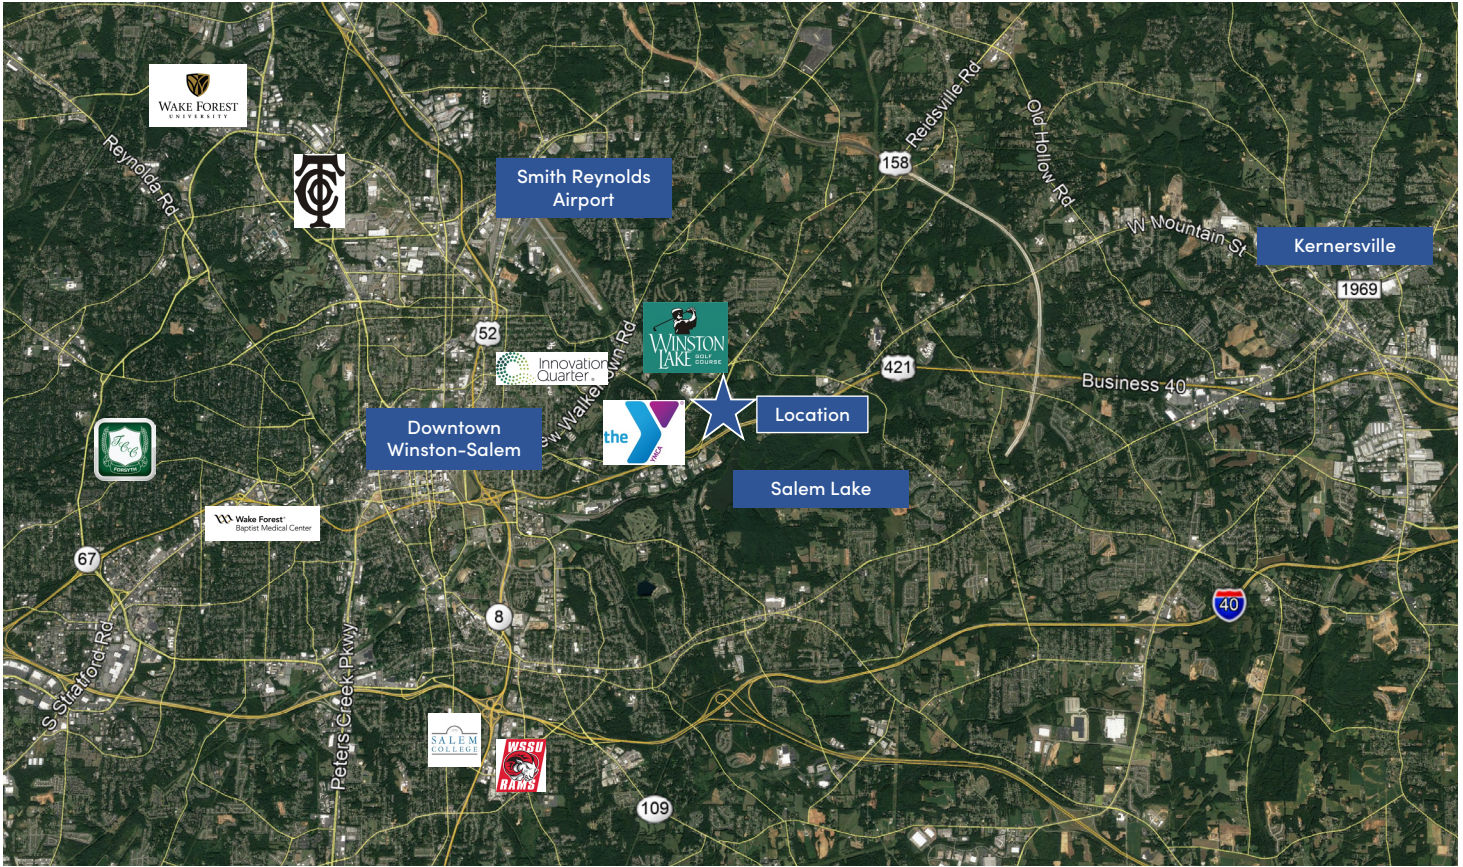 WAKE FOREST
UNIVERSITY
Reynolda Rd
Smith Reynolds
Airport
Reidsville Rd
158
Old Hollow Rd
W Mountain St
Kernersville
1969
52
WINSTON
LAKE
GOLF
COURSE
Innovation
Quarter
421
Business 40
Location
the
YMCA
Downtown
Winston-Salem
Salem Lake
FORSYTH
Wake Forest
Baptist Medical Center
67
8
40
S Stratford Rd
Peters Creek Pkwy
SALEM
COLLEGE
WSSU
RAMS
109